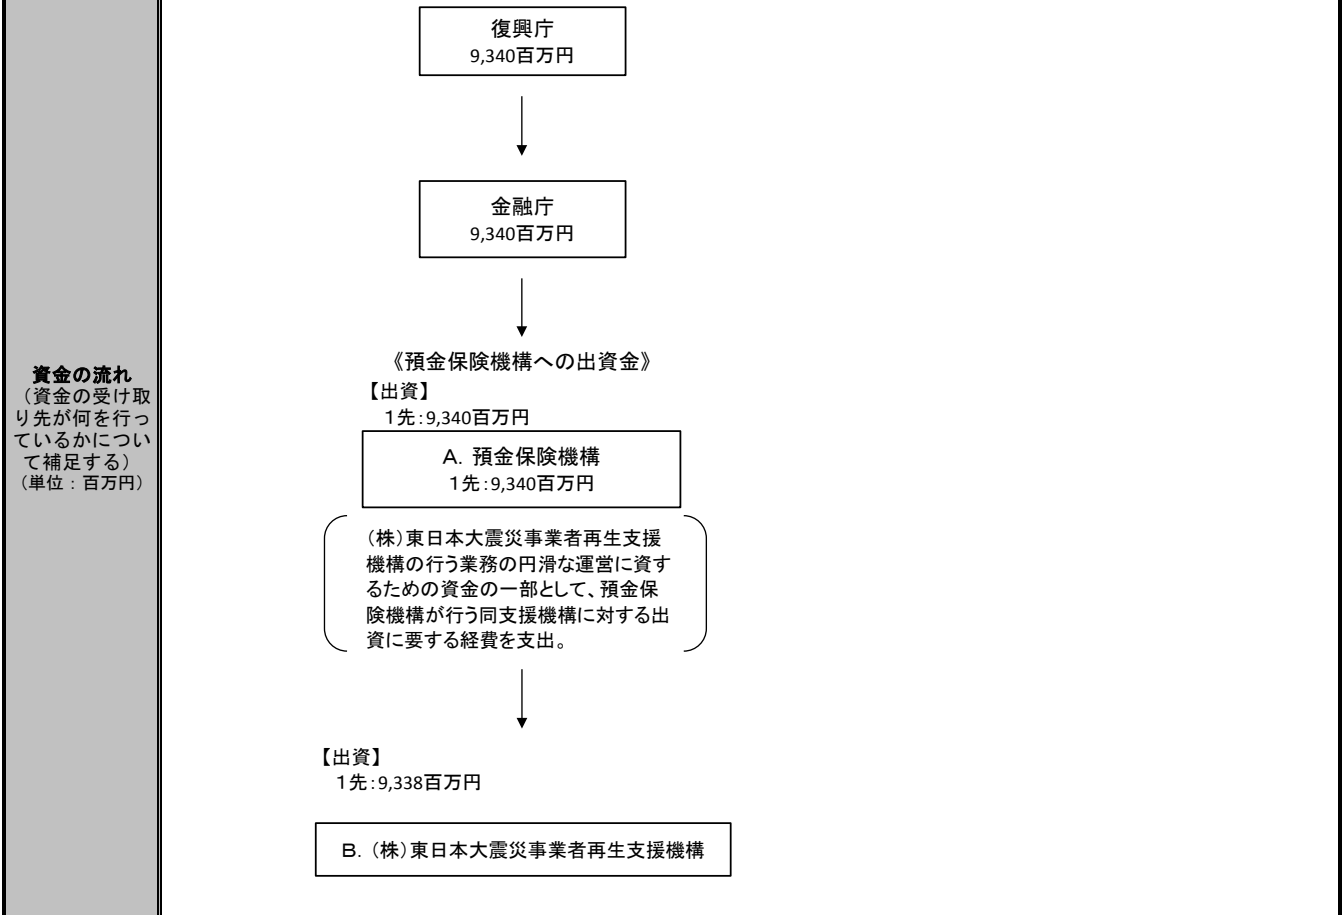 資金の流れ
（資金の受け取
り先が何を行っ
ているかについ
て補足する）
（単位：百万円）
復興庁
9,340百万円
金融庁
9,340百万円
《預金保険機構への出資金》
【出資】
１先：9,340百万円
Ａ．預金保険機構
１先：9,340百万円
（株）東日本大震災事業者再生支援
機構の行う業務の円滑な運営に資す
るための資金の一部として、預金保
険機構が行う同支援機構に対する出
資に要する経費を支出。
【出資】
１先：9,338百万円
Ｂ．（株）東日本大震災事業者再生支援機構